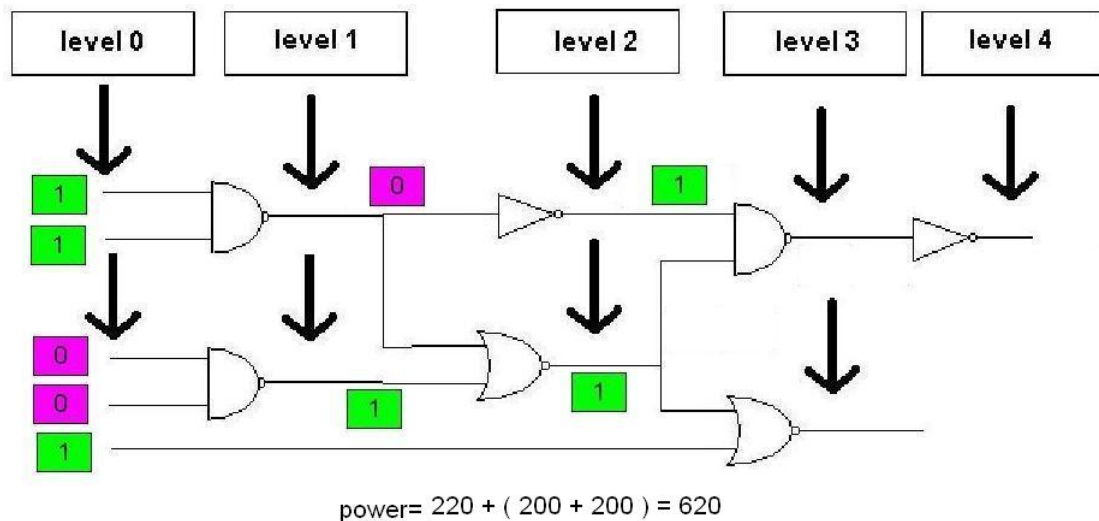 level 0 level 1 level 2 level 3 level 4
1 0 1
1
0
0 1 1
1
power= 220 + ( 200 + 200 ) = 620